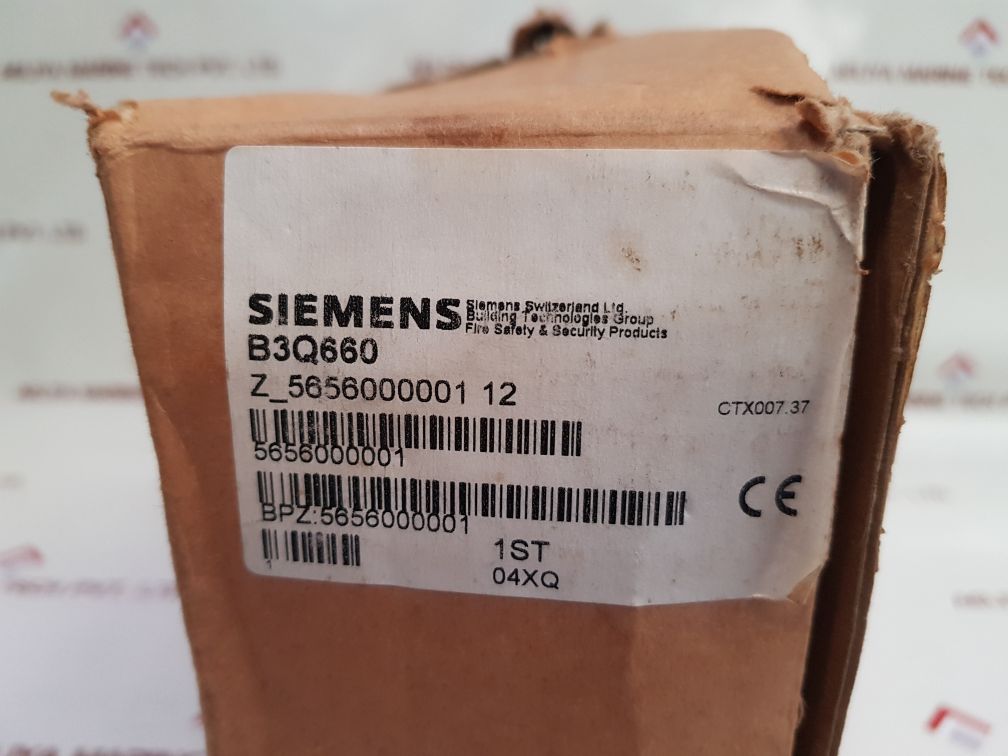 SIEMENS
Siemens Switzerland Ltd.
Building Technologies Group
Fire Safety & Security Products
B3Q660
Z_5656000001 12
CTX007.37
5656000001
BPZ:5656000001
CE
1
1ST
04XQ